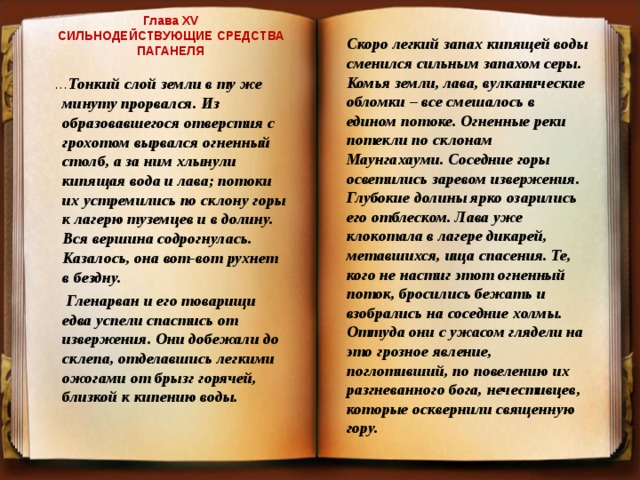 Глава XV
СИЛЬНОДЕЙСТВУЮЩИЕ СРЕДСТВА
ПАГАНЕЛЯ
…Тонкий слой земли в ту же
минуту прорвался. Из
образовавшегося отверстия с
грохотом вырвался огненный
столб, а за ним хлынули
кипящая вода и лава; потоки
их устремились по склону горы
к лагерю туземцев и в долину.
Вся вершина содрогнулась.
Казалось, она вот-вот рухнет
в бездну.
Гленарван и его товарищи
едва успели спастись от
извержения. Они добежали до
склепа, отделавшись легкими
ожогами от брызг горячей,
близкой к кипению воды.
Скоро легкий запах кипящей воды
сменился сильным запахом серы.
Комья земли, лава, вулканические
обломки – все смешалось в
едином потоке. Огненные реки
потекли по склонам
Маунгахауми. Соседние горы
осветились заревом извержения.
Глубокие долины ярко озарились
его отблеском. Лава уже
клокотала в лагере дикарей,
метавшихся, ища спасения. Те,
кого не настиг этот огненный
поток, бросились бежать и
взобрались на соседние холмы.
Оттуда они с ужасом глядели на
это грозное явление,
поглотивший, по повелению их
разгневанного бога, нечестивцев,
которые осквернили священную
гору.